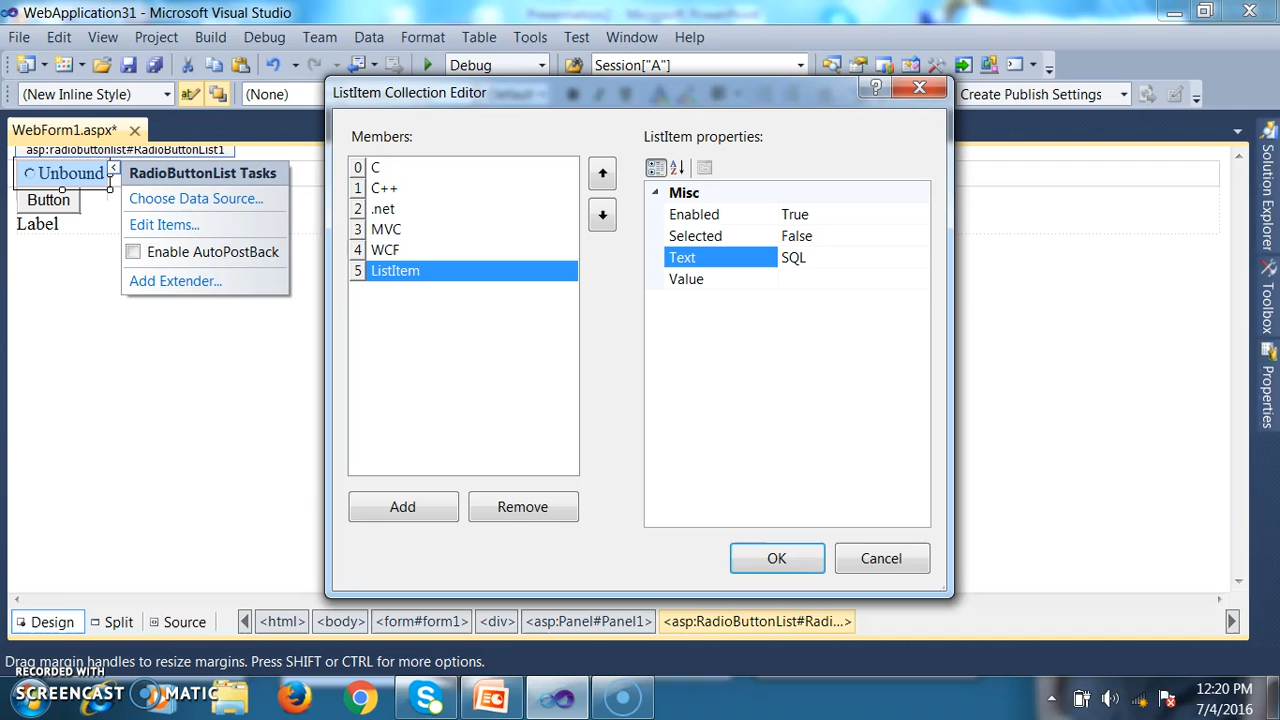 WebApplication31 - Microsoft Visual Studio
File Edit View Project Build Debug Team Data Format Table Tools Test Window Help
Debug Session["A"]
(New Inline Style) (None) Create Publish Settings
WebForm1.aspx*
asp:radiobuttonlist#RadioButtonList1
Unbound
Button
Label
RadioButtonList Tasks
Choose Data Source...
Edit Items...
Enable AutoPostBack
Add Extender...
ListItem Collection Editor
Members:
0 C
1 C++
2 .net
3 MVC
4 WCF
5 ListItem
Add Remove
ListItem properties:
Misc
Enabled True
Selected False
Text SQL
Value
OK Cancel
Solution Explorer
Toolbox
Properties
Design Split Source <html> <body> <form#form1> <div> <asp:Panel#Panel1> <asp:RadioButtonList#Radi...>
Drag margin handles to resize margins. Press SHIFT or CTRL for more options.
RECORDED WITH
SCREENCAST MATIC
12:20 PM
7/4/2016